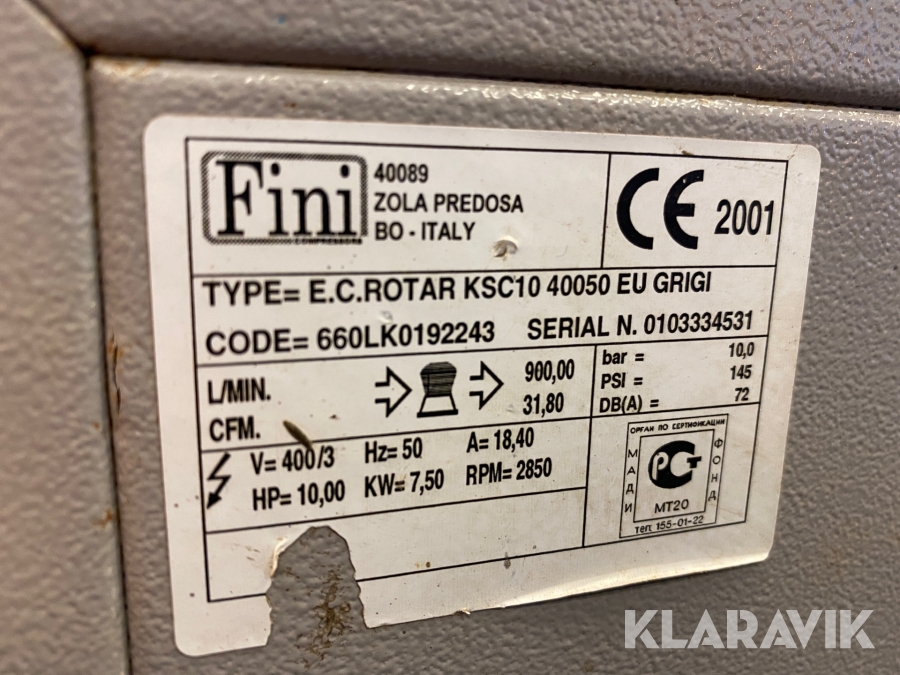 Fini
COMPRESSORS
40089
ZOLA PREDOSA
BO - ITALY
CE 2001
TYPE= E.C.ROTAR KSC10 40050 EU GRIGI
CODE= 660LK0192243 SERIAL N. 0103334531
L/MIN. 900,00
CFM. 31,80
bar = 10,0
PSI = 145
DB(A) = 72
V= 400/3 Hz= 50 A= 18,40
HP= 10,00 KW= 7,50 RPM= 2850
ОРГАН ПО СЕРТИФИКАЦИИ
МАДИ
ФОНД
РСТ
МТ20
тел: 155-01-22
KLARAVIK